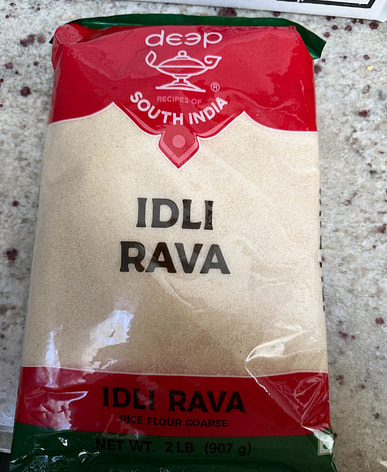 deep
®
RECIPES OF
SOUTH INDIA
IDLI
RAVA
IDLI RAVA
RICE FLOUR COARSE
NET WT. 2 LB (907 g)